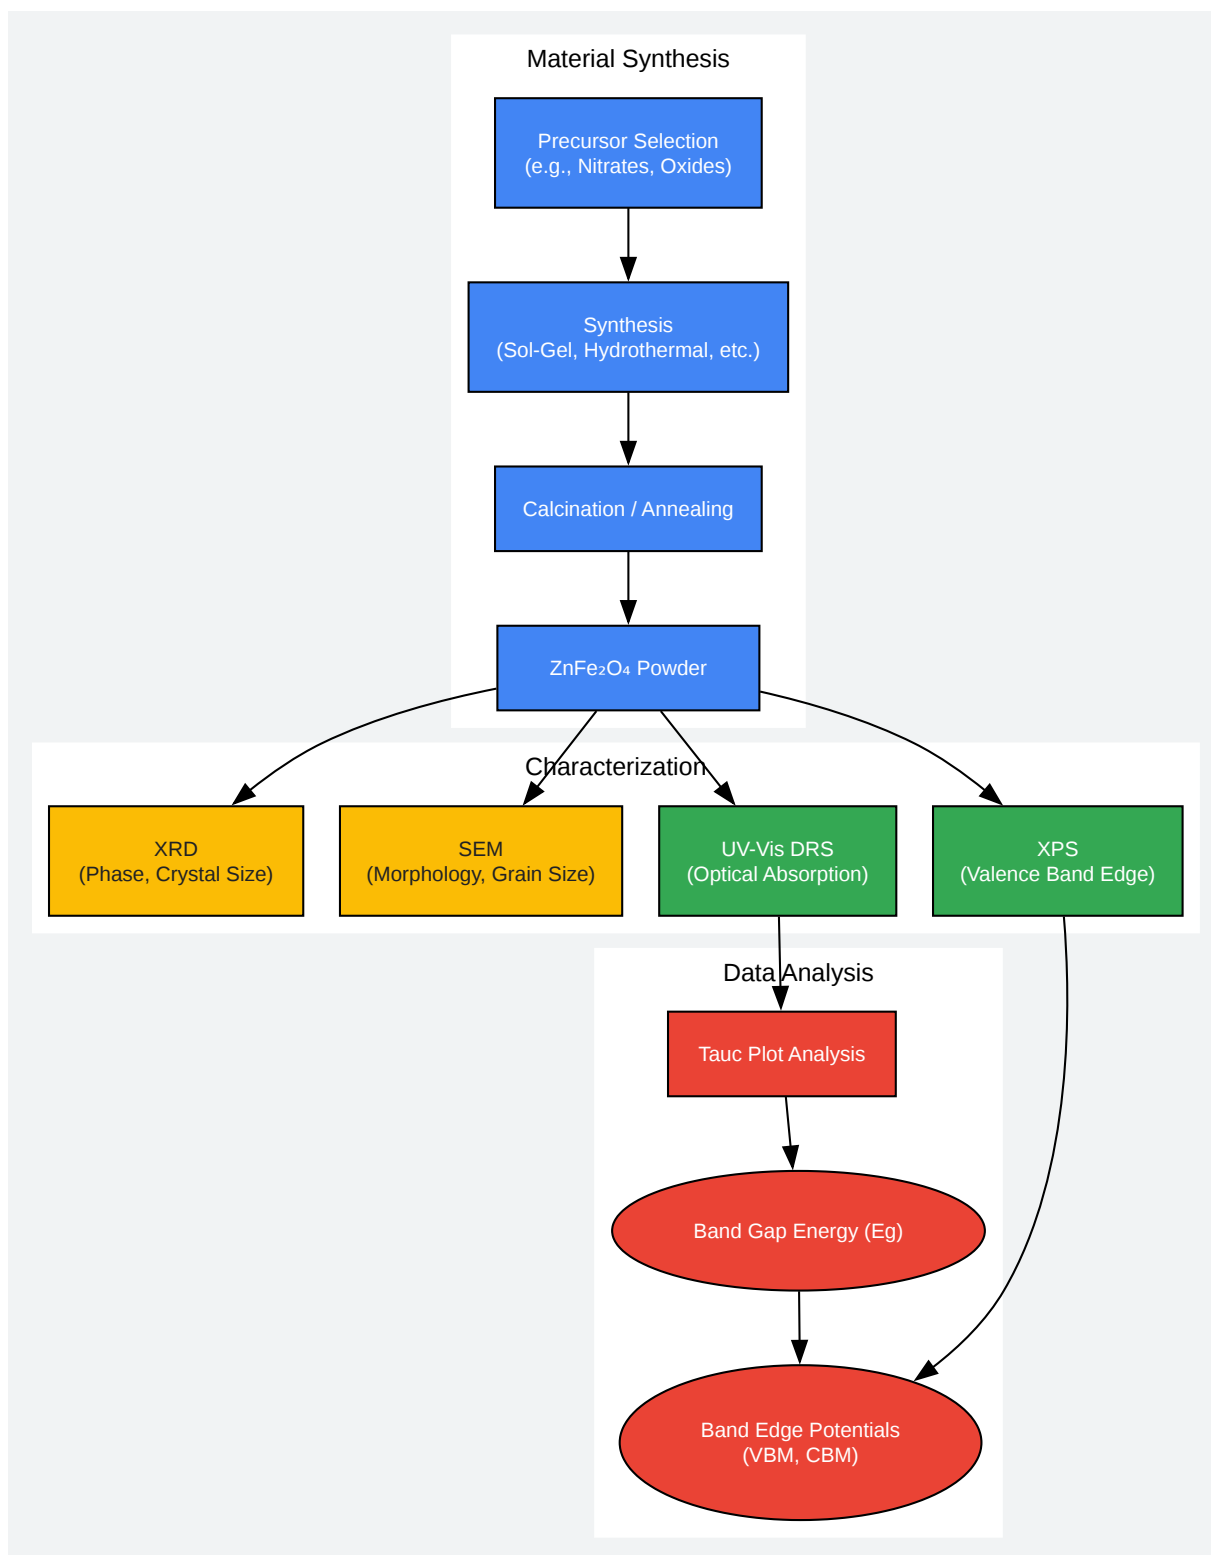 Material Synthesis
Precursor Selection
(e.g., Nitrates, Oxides)
Synthesis
(Sol-Gel, Hydrothermal, etc.)
Calcination / Annealing
ZnFe₂O₄ Powder
Characterization
XRD
(Phase, Crystal Size)
SEM
(Morphology, Grain Size)
UV-Vis DRS
(Optical Absorption)
XPS
(Valence Band Edge)
Data Analysis
Tauc Plot Analysis
Band Gap Energy (Eg)
Band Edge Potentials
(VBM, CBM)